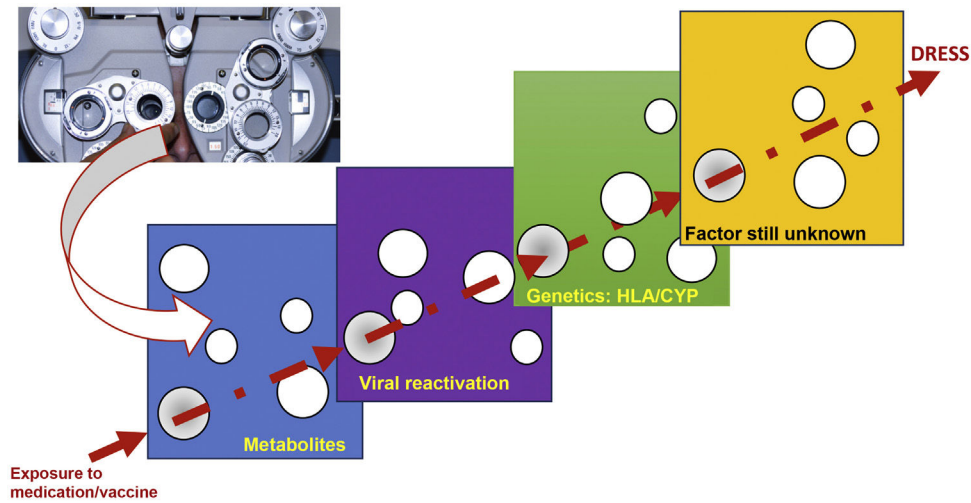 DRESS
Factor still unknown
Genetics: HLA/CYP
Viral reactivation
Metabolites
Exposure to
medication/vaccine